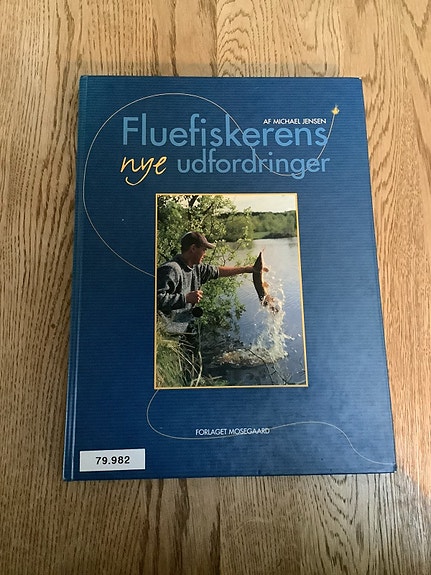 AF MICHAEL JENSEN
Fluefiskerens
nye udfordringer
FORLAGET MOSEGAARD
79.982